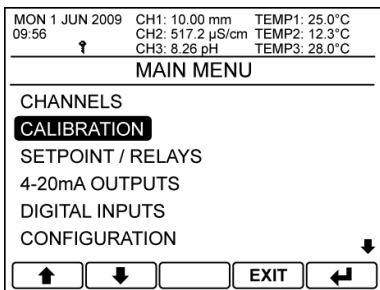 MON 1 JUN 2009 CH1: 10.00 mm TEMP1: 25.0°C
09:56 CH2: 517.2 µS/cm TEMP2: 12.3°C
CH3: 8.26 pH TEMP3: 28.0°C
MAIN MENU
CHANNELS
CALIBRATION
SETPOINT / RELAYS
4-20mA OUTPUTS
DIGITAL INPUTS
CONFIGURATION
EXIT